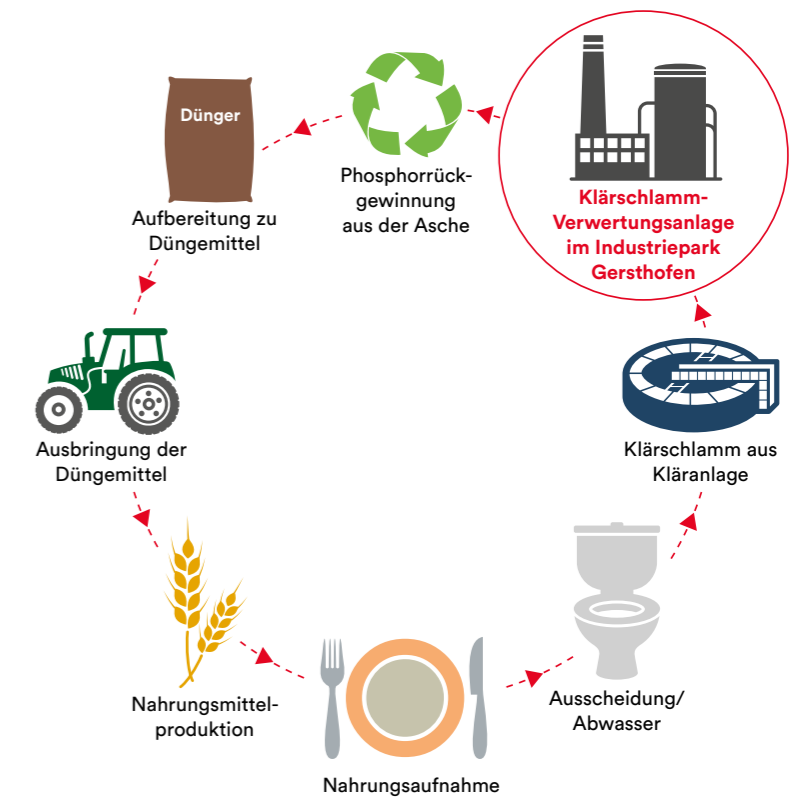 Dünger
Aufbereitung zu
Düngemittel
Phosphorrück-
gewinnung
aus der Asche
Klärschlamm-
Verwertungsanlage
im Industriepark
Gersthofen
Ausbringung der
Düngemittel
Klärschlamm aus
Kläranlage
Nahrungsmittel-
produktion
Nahrungsaufnahme
Ausscheidung/
Abwasser